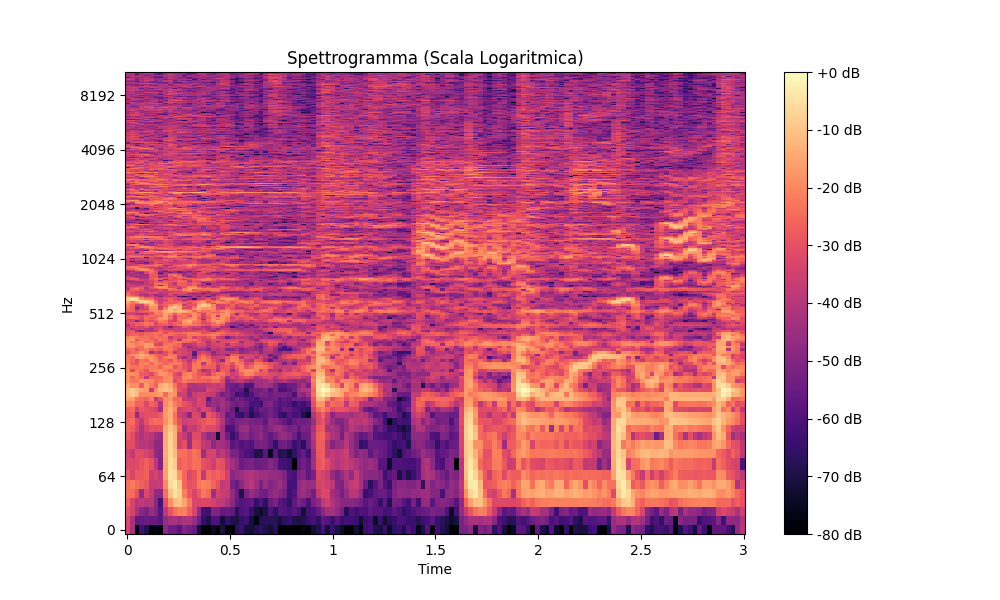 Spettrogramma (Scala Logaritmica)
Hz
8192
4096
2048
1024
512
256
128
64
0
0
0.5
1
1.5
2
2.5
3
Time
+0 dB
-10 dB
-20 dB
-30 dB
-40 dB
-50 dB
-60 dB
-70 dB
-80 dB